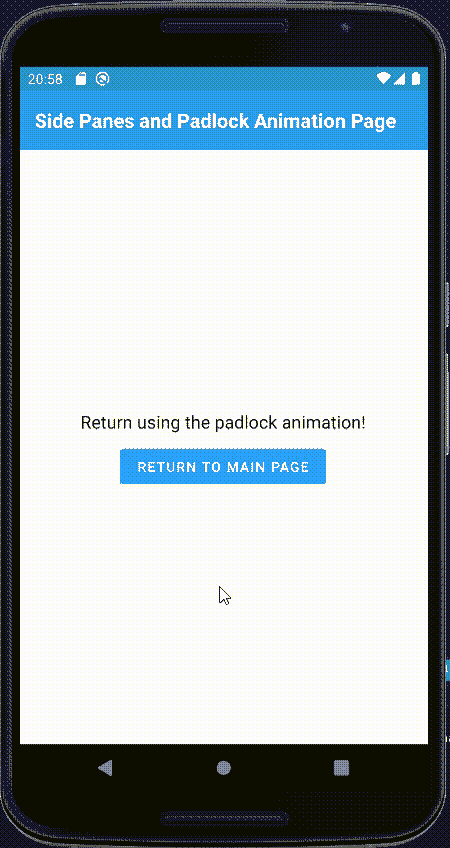 20:58
Side Panes and Padlock Animation Page
Return using the padlock animation!
RETURN TO MAIN PAGE